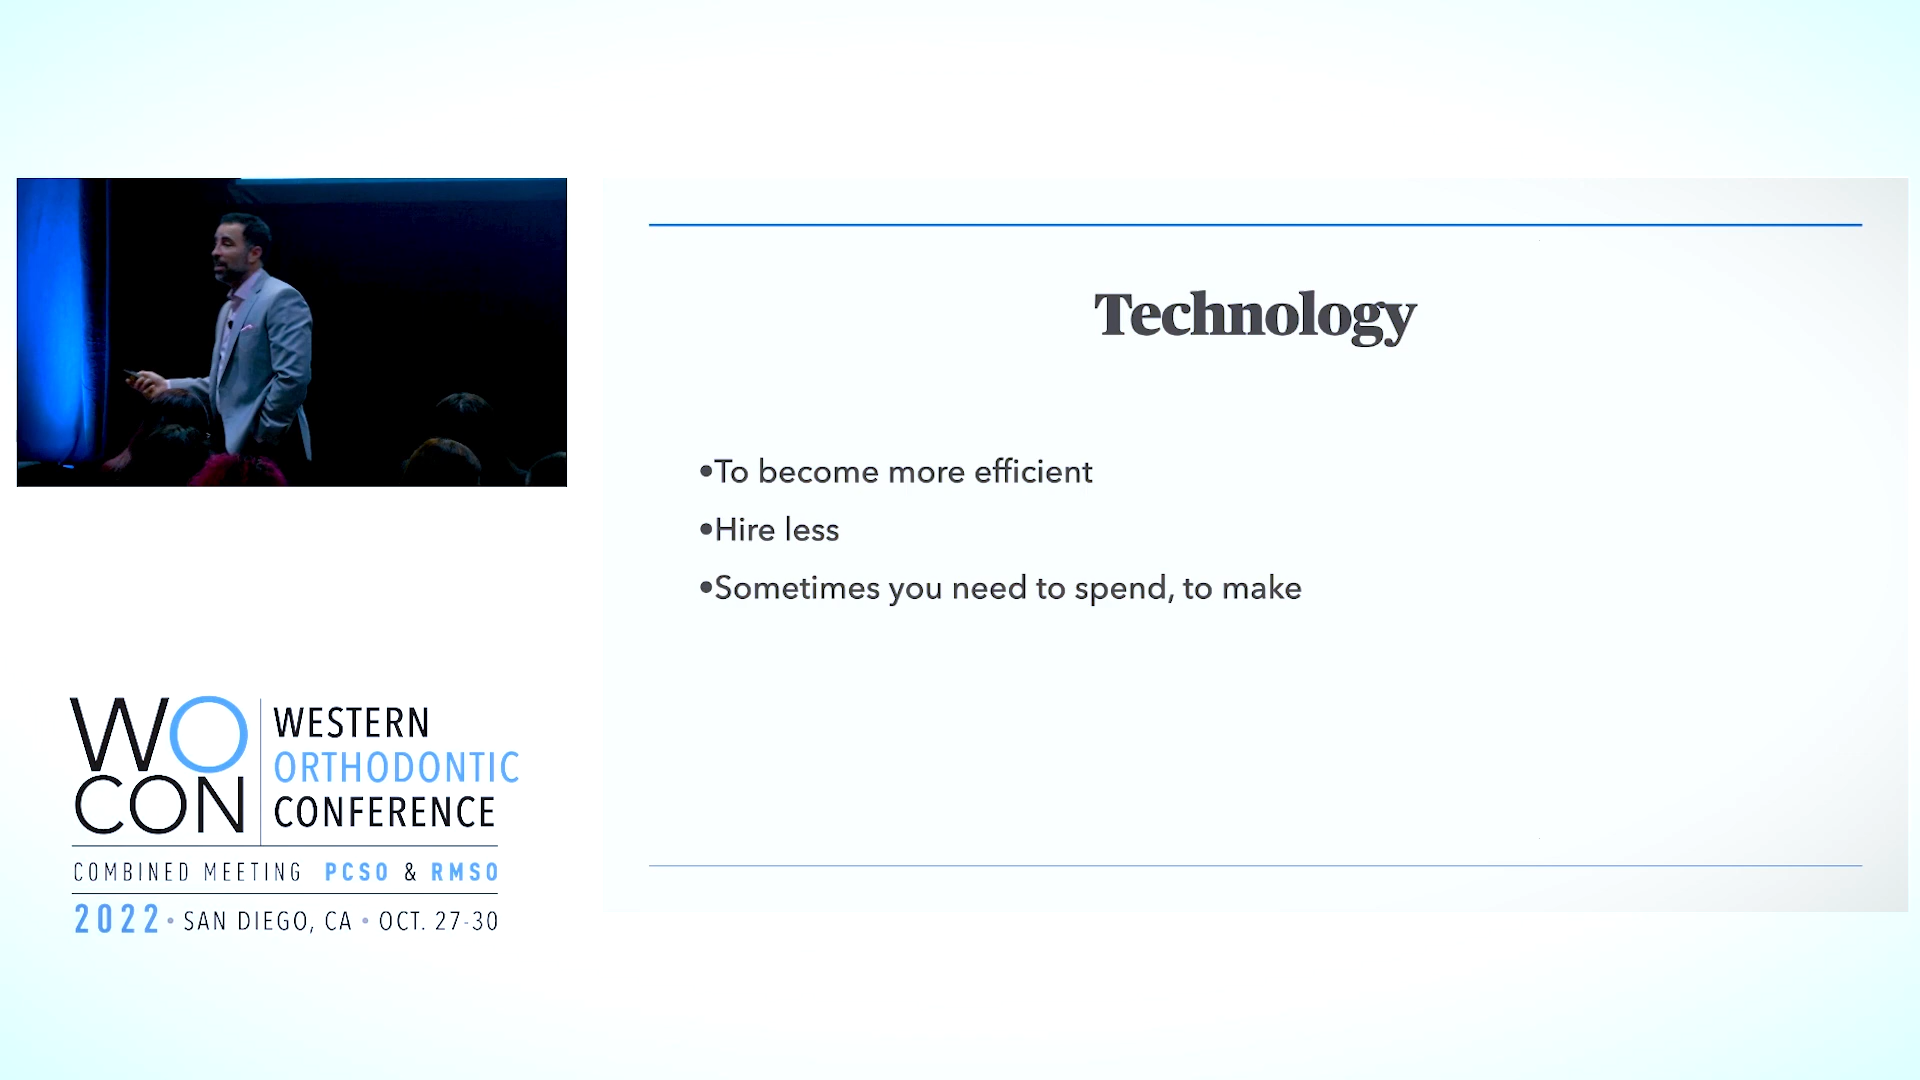 Technology
•To become more efficient
•Hire less
•Sometimes you need to spend, to make
WO
CON
WESTERN
ORTHODONTIC
CONFERENCE
COMBINED MEETING PCSO & RMSO
2022 • SAN DIEGO, CA • OCT. 27-30